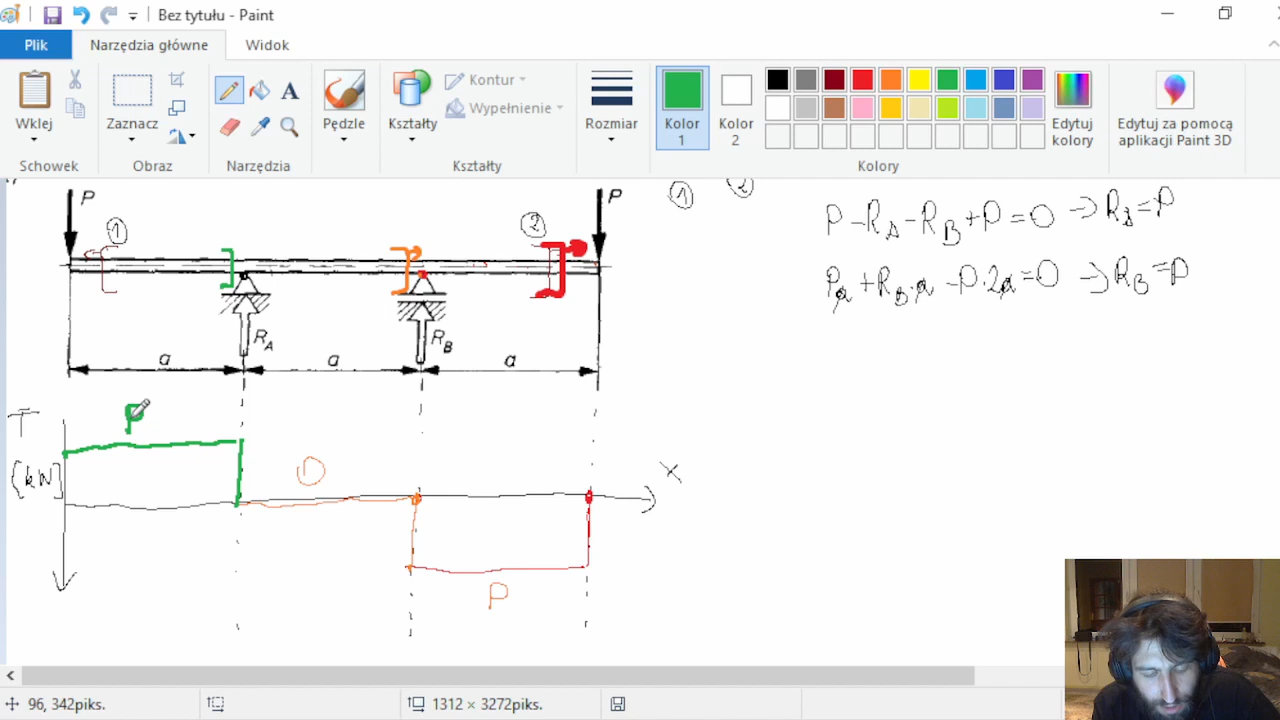 Bez tytułu - Paint
Plik Narzędzia główne Widok
Wklej Zaznacz Pędzle Kształty Kontur Wypełnienie Rozmiar Kolor 1 Kolor 2 Edytuj kolory Edytuj za pomocą aplikacji Paint 3D
Schowek Obraz Narzędzia Kształty Kolory
P P
1 2
1 2
P - R_A - R_B + P = 0 → R_A = P
Pa + R_B·a - P·2a = 0 → R_B = P
R_A R_B
a a a
T [kN]
P
0
P
X
96, 342piks. 1312 × 3272piks.